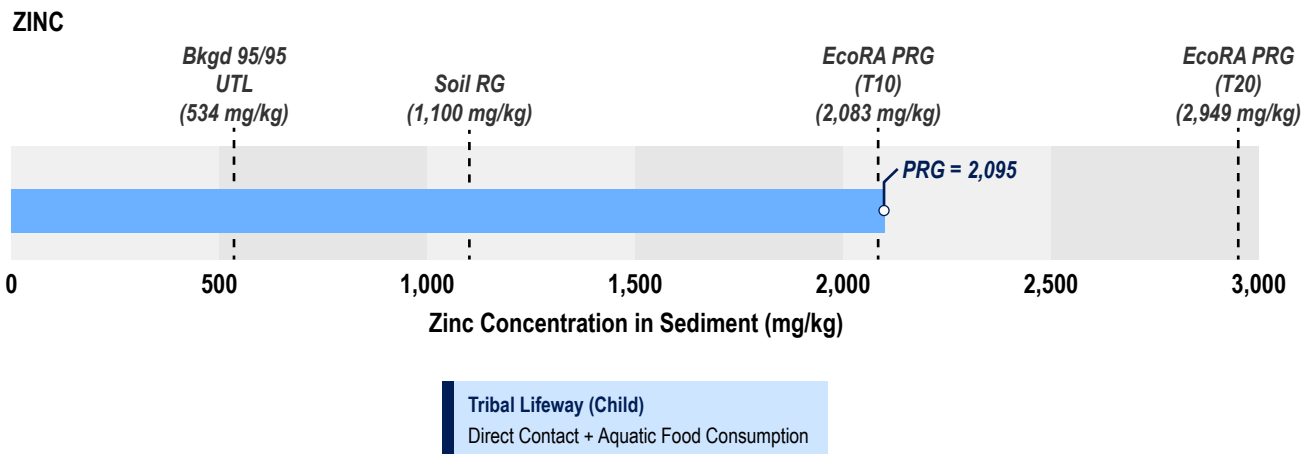 ZINC
Bkgd 95/95
UTL
(534 mg/kg)
Soil RG
(1,100 mg/kg)
EcoRA PRG
(T10)
(2,083 mg/kg)
EcoRA PRG
(T20)
(2,949 mg/kg)
PRG = 2,095
0 500 1,000 1,500 2,000 2,500 3,000
Zinc Concentration in Sediment (mg/kg)
Tribal Lifeway (Child)
Direct Contact + Aquatic Food Consumption